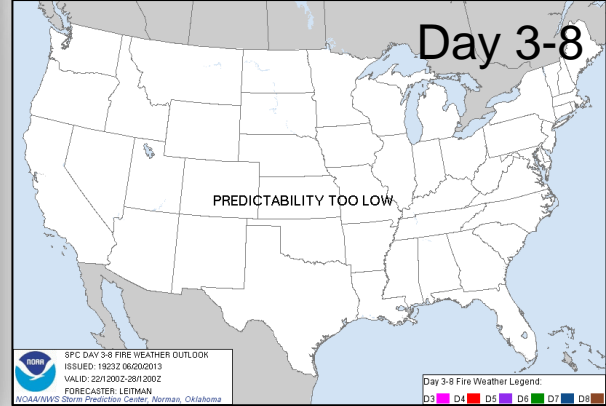 Day 3-8
PREDICTABILITY TOO LOW
NOAA
SPC DAY 3-8 FIRE WEATHER OUTLOOK
ISSUED: 1923Z 06/20/2013
VALID: 22/1200Z-28/1200Z
FORECASTER: LEITMAN
NOAA/NWS Storm Prediction Center, Norman, Oklahoma
Day 3-8 Fire Weather Legend:
D3 D4 D5 D6 D7 D8